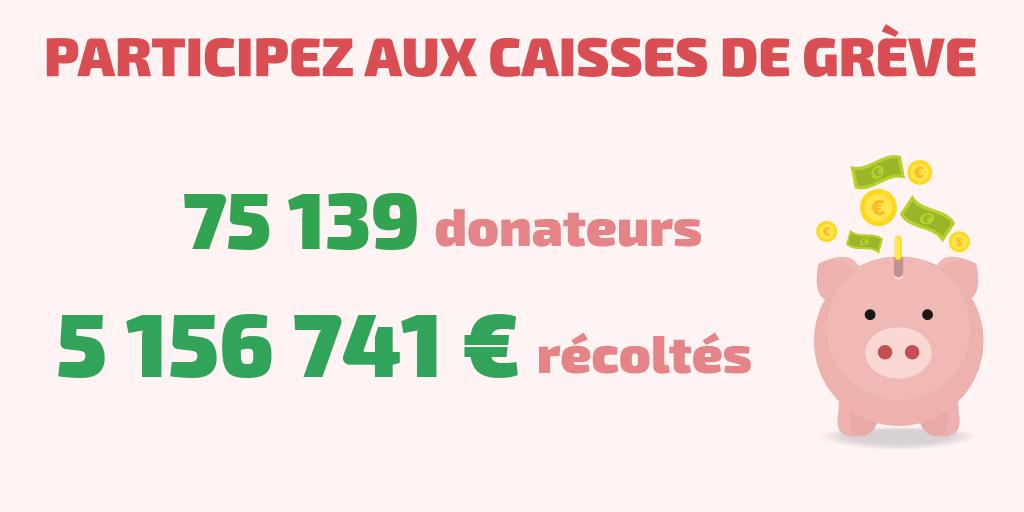 PARTICIPEZ AUX CAISSES DE GRÈVE
75 139 donateurs
5 156 741 € récoltés